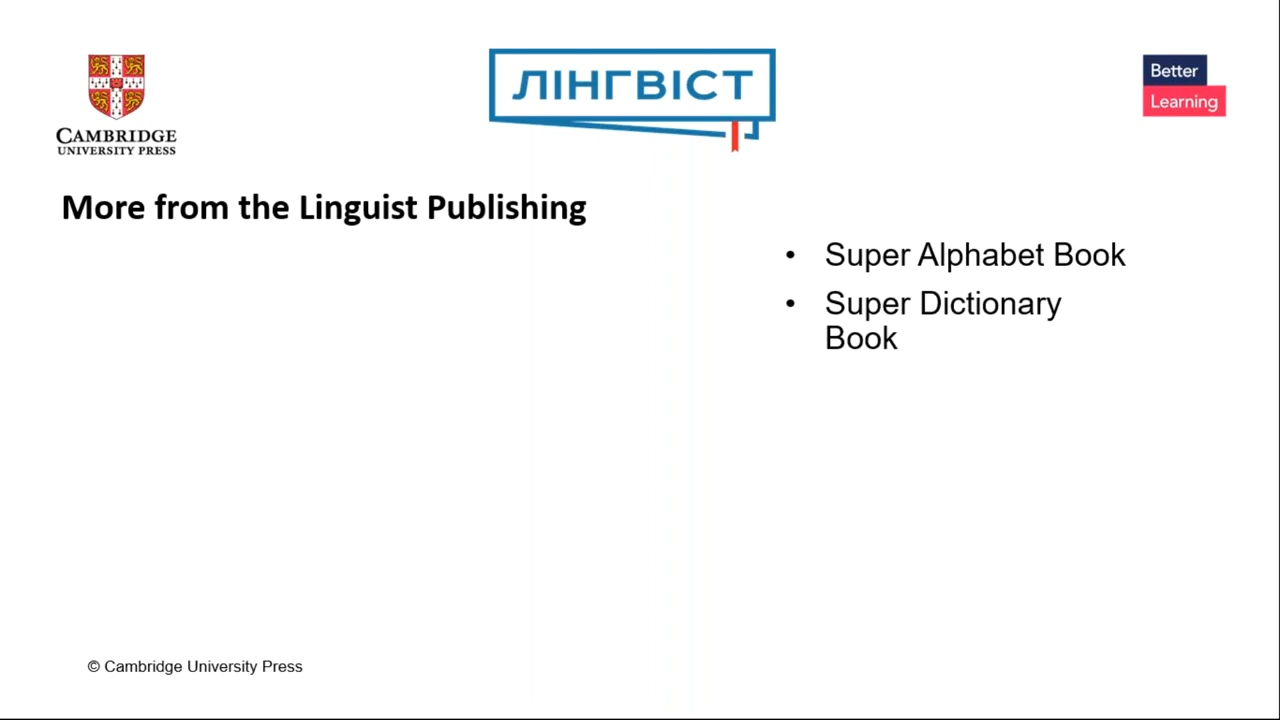 CAMBRIDGE
UNIVERSITY PRESS
ЛІНГВІСТ
Better
Learning
More from the Linguist Publishing
• Super Alphabet Book
• Super Dictionary
Book
© Cambridge University Press